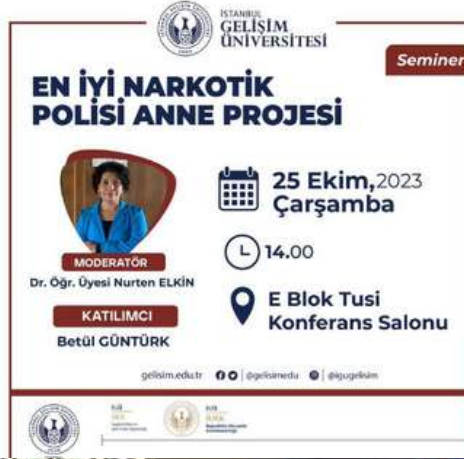 İSTANBUL
GELİŞİM
ÜNİVERSİTESİ
Seminer
EN İYİ NARKOTİK
POLİSİ ANNE PROJESİ
25 Ekim,2023
Çarşamba
MODERATÖR
Dr. Öğr. Üyesi Nurten ELKİN
14.00
KATILIMCI
Betül GÜNTÜRK
E Blok Tusi
Konferans Salonu
gelisim.edu.tr @gelisimedu @igugelisim